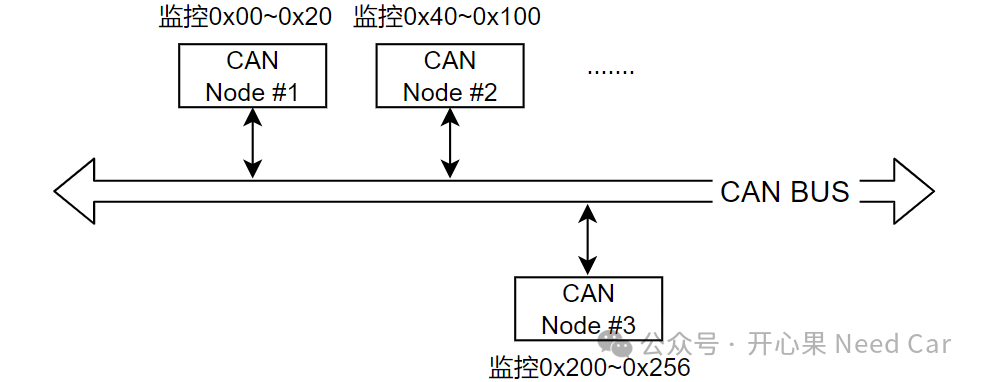 监控0x00~0x20
监控0x40~0x100
CAN
Node #1
CAN
Node #2
.......
CAN BUS
CAN
Node #3
公众号 · 开心果 Need Car
监控0x200~0x256